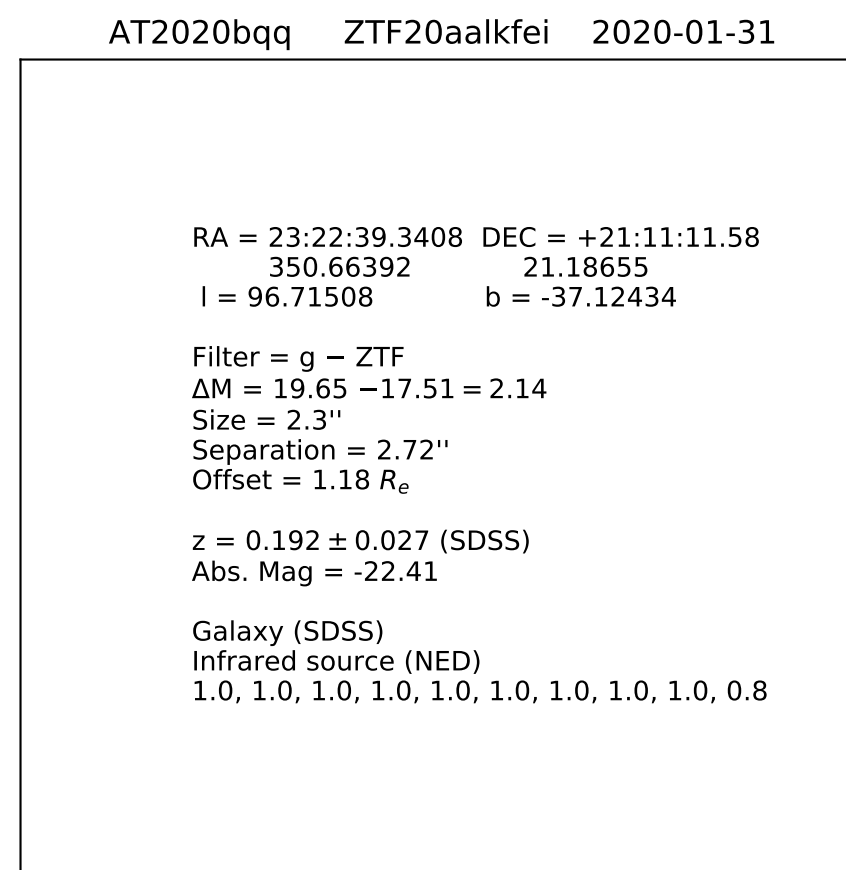 AT2020bqq ZTF20aalkfei 2020-01-31
RA = 23:22:39.3408 DEC = +21:11:11.58
350.66392 21.18655
l = 96.71508 b = -37.12434
Filter = g − ZTF
ΔM = 19.65 −17.51 = 2.14
Size = 2.3''
Separation = 2.72''
Offset = 1.18 Rₑ
z = 0.192 ± 0.027 (SDSS)
Abs. Mag = -22.41
Galaxy (SDSS)
Infrared source (NED)
1.0, 1.0, 1.0, 1.0, 1.0, 1.0, 1.0, 1.0, 1.0, 0.8